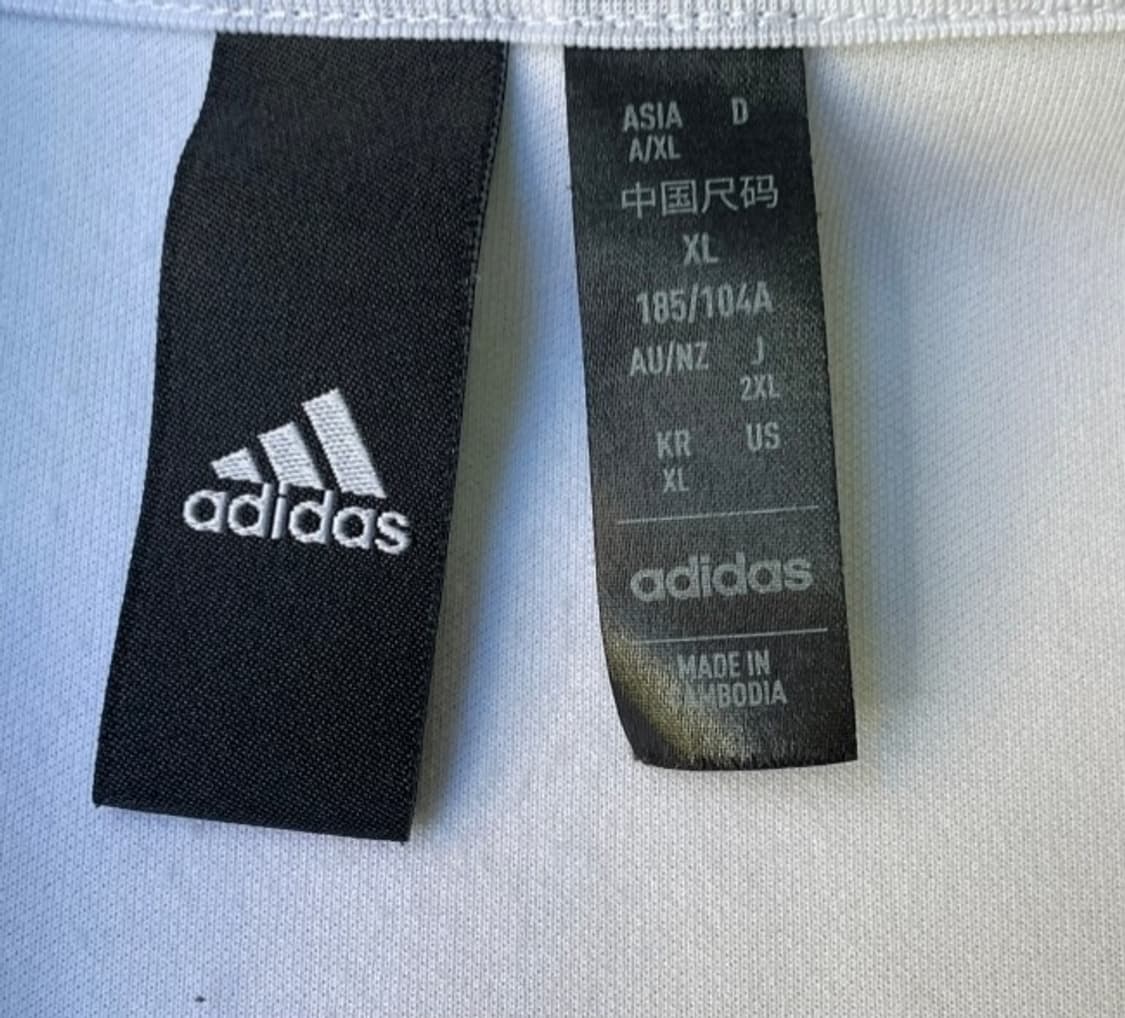 adidas
ASIA D
A/XL
中国尺码
XL
185/104A
AU/NZ J
2XL
KR US
XL
adidas
MADE IN
CAMBODIA